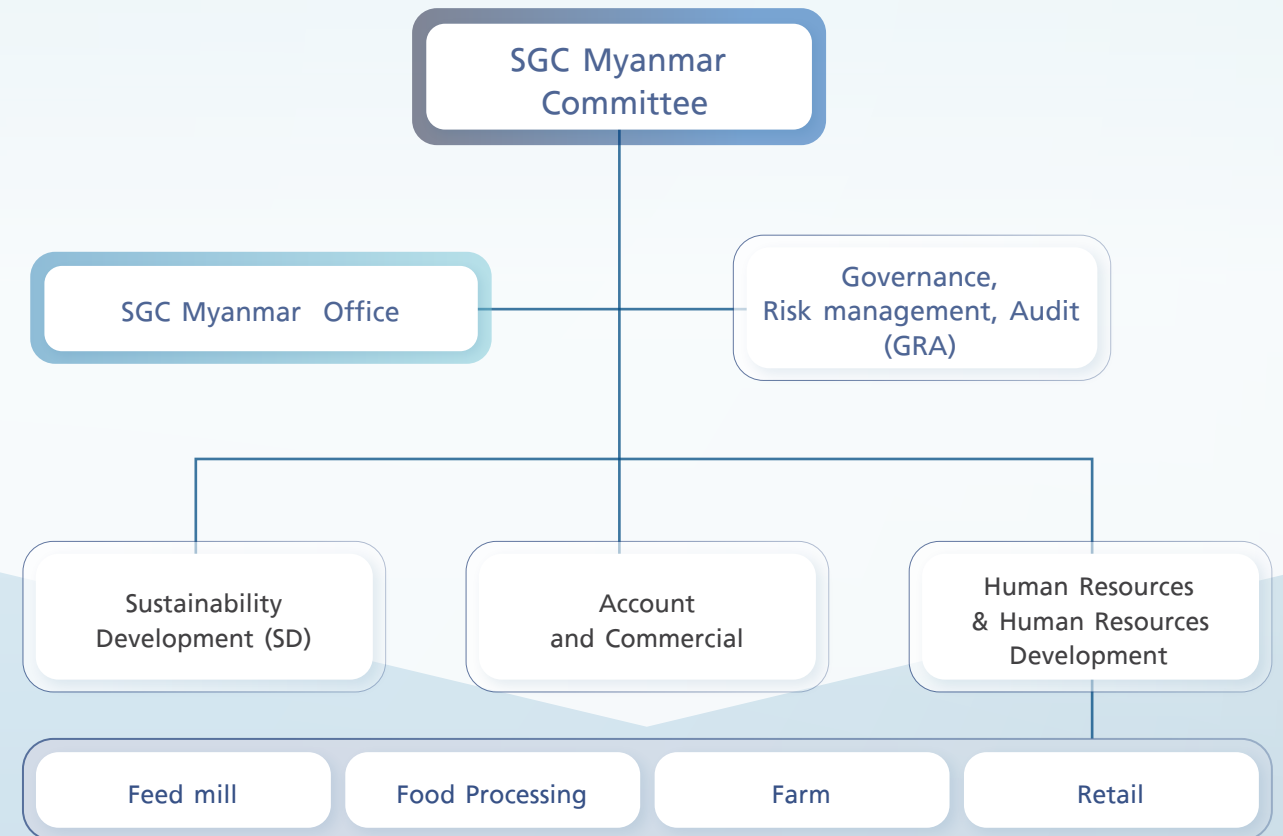 SGC Myanmar
Committee
SGC Myanmar Office
Governance,
Risk management, Audit
(GRA)
Sustainability
Development (SD)
Account
and Commercial
Human Resources
& Human Resources
Development
Feed mill
Food Processing
Farm
Retail